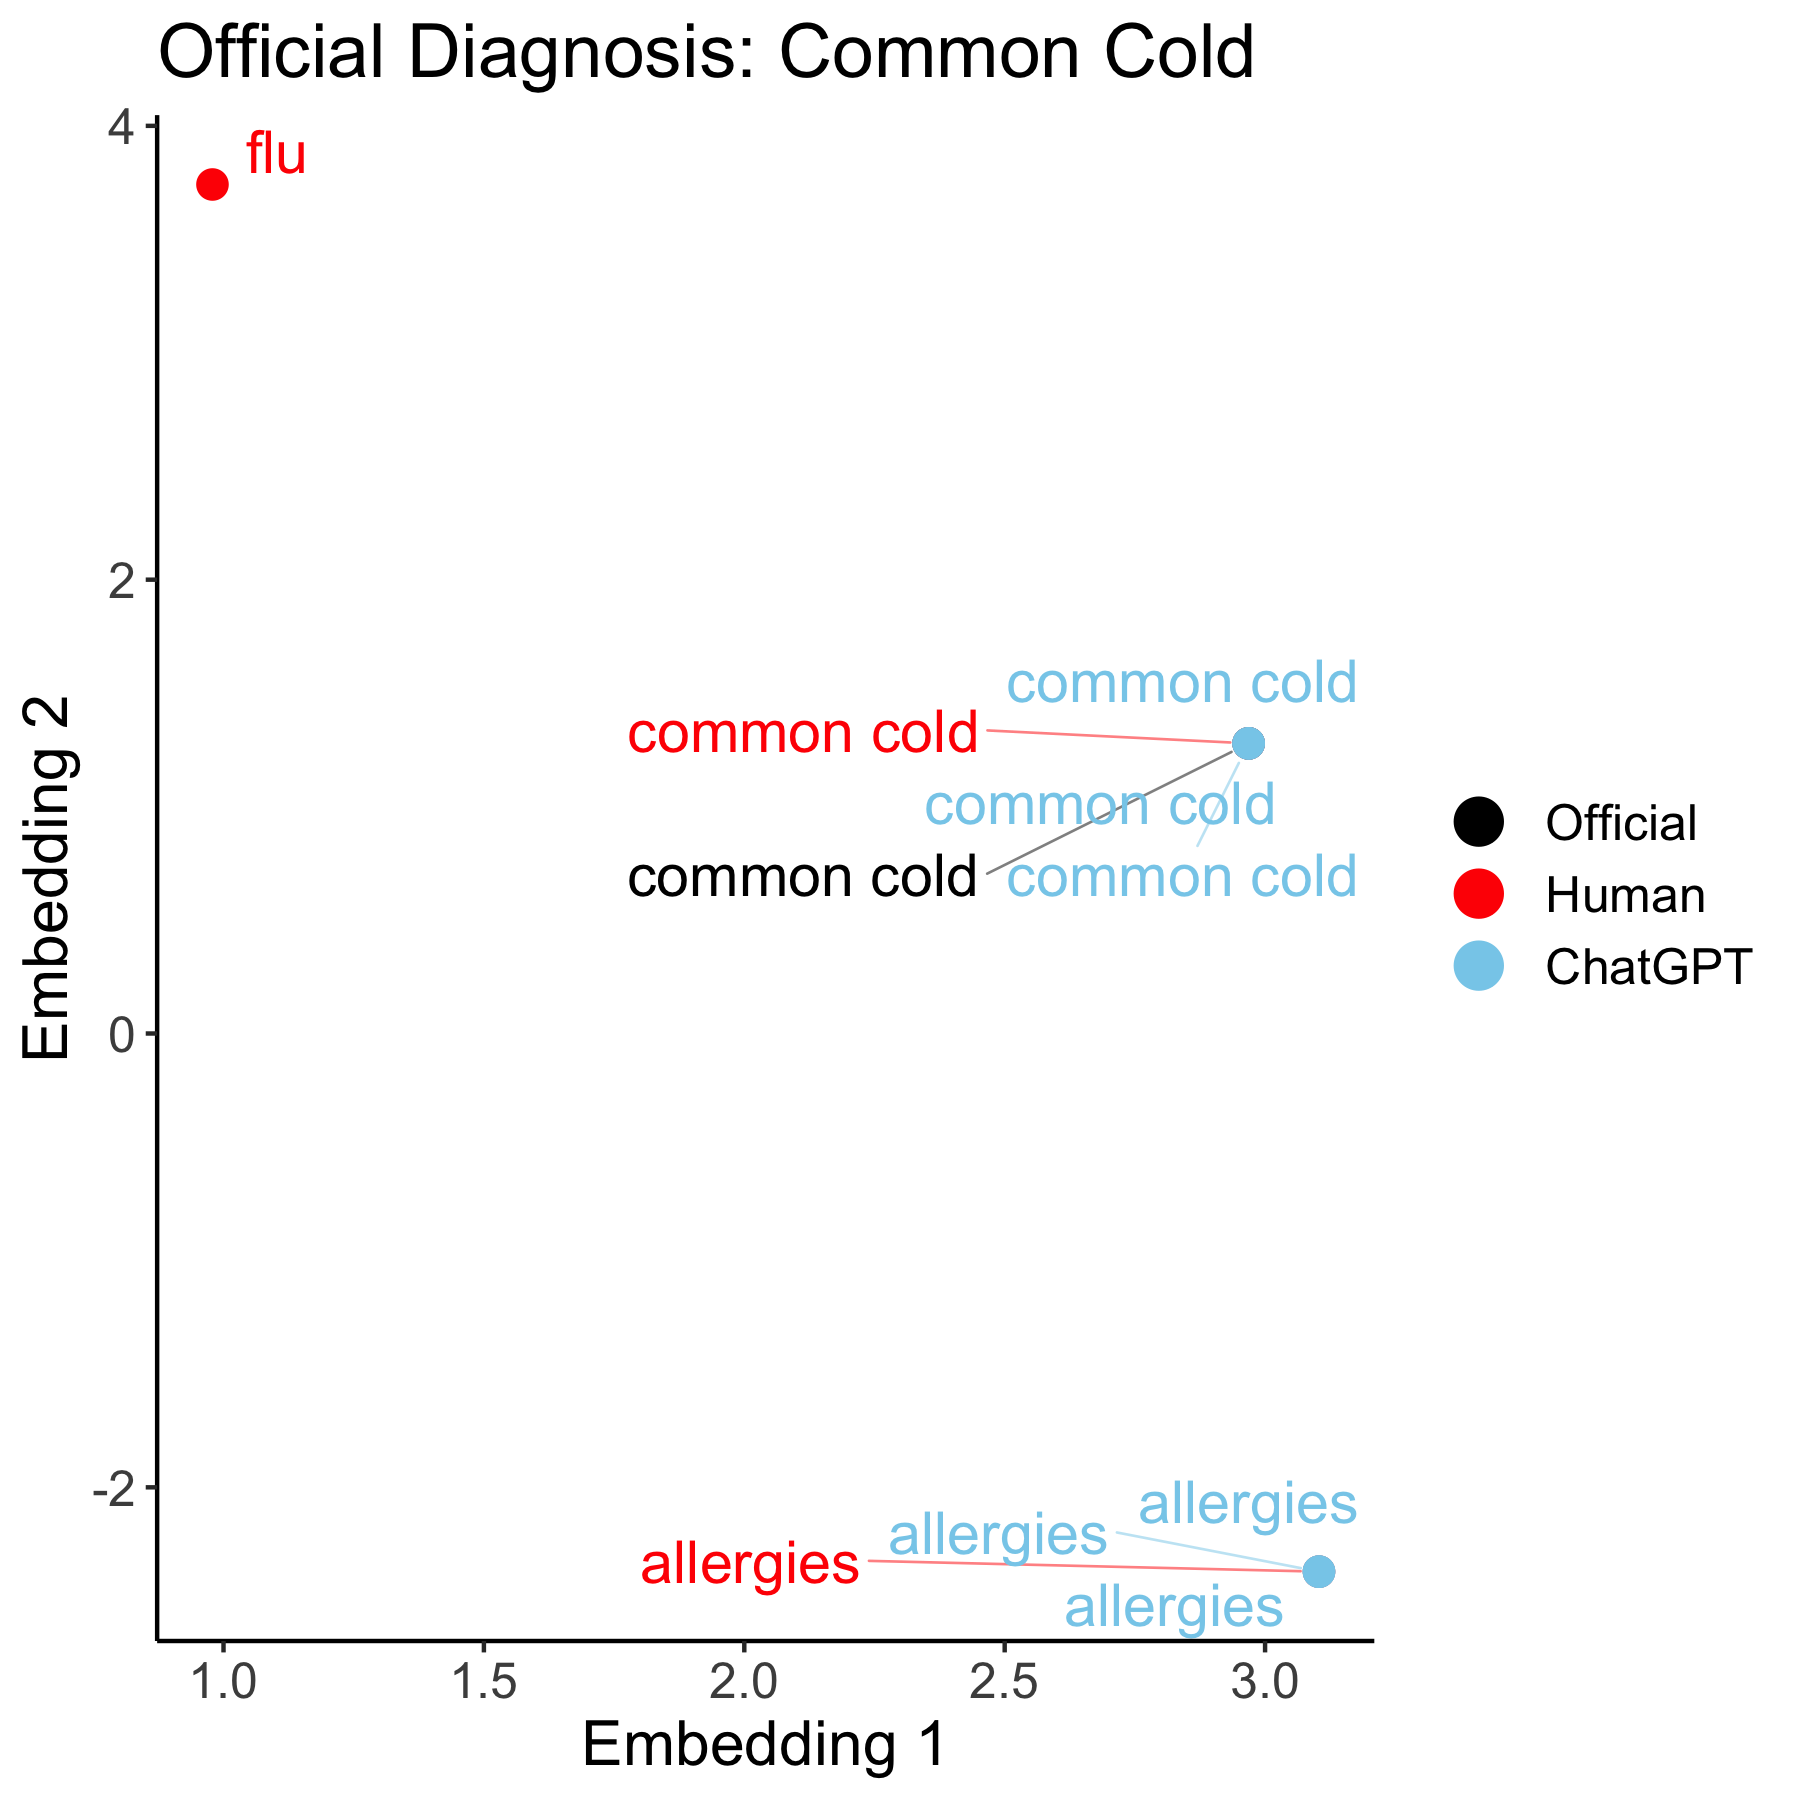 Official Diagnosis: Common Cold
4
flu
2
common cold
common cold
common cold
common cold
common cold
Official
Human
ChatGPT
Embedding 2
0
-2
allergies
allergies
allergies
allergies
1.0 1.5 2.0 2.5 3.0
Embedding 1